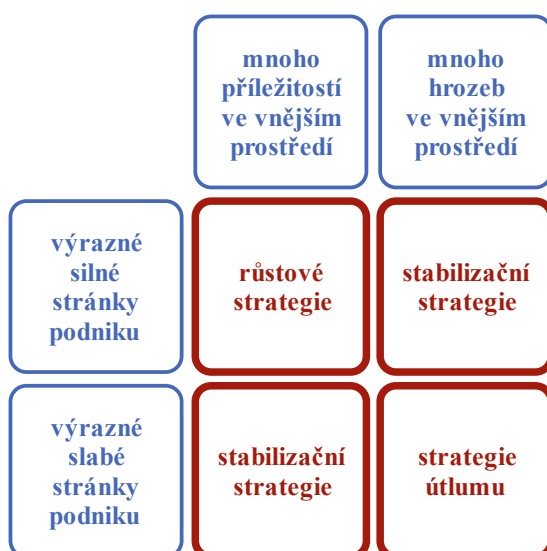 mnoho
příležitostí
ve vnějším
prostředí
mnoho
hrozeb
ve vnějším
prostředí
výrazné
silné
stránky
podniku
růstové
strategie
stabilizační
strategie
výrazné
slabé
stránky
podniku
stabilizační
strategie
strategie
útlumu